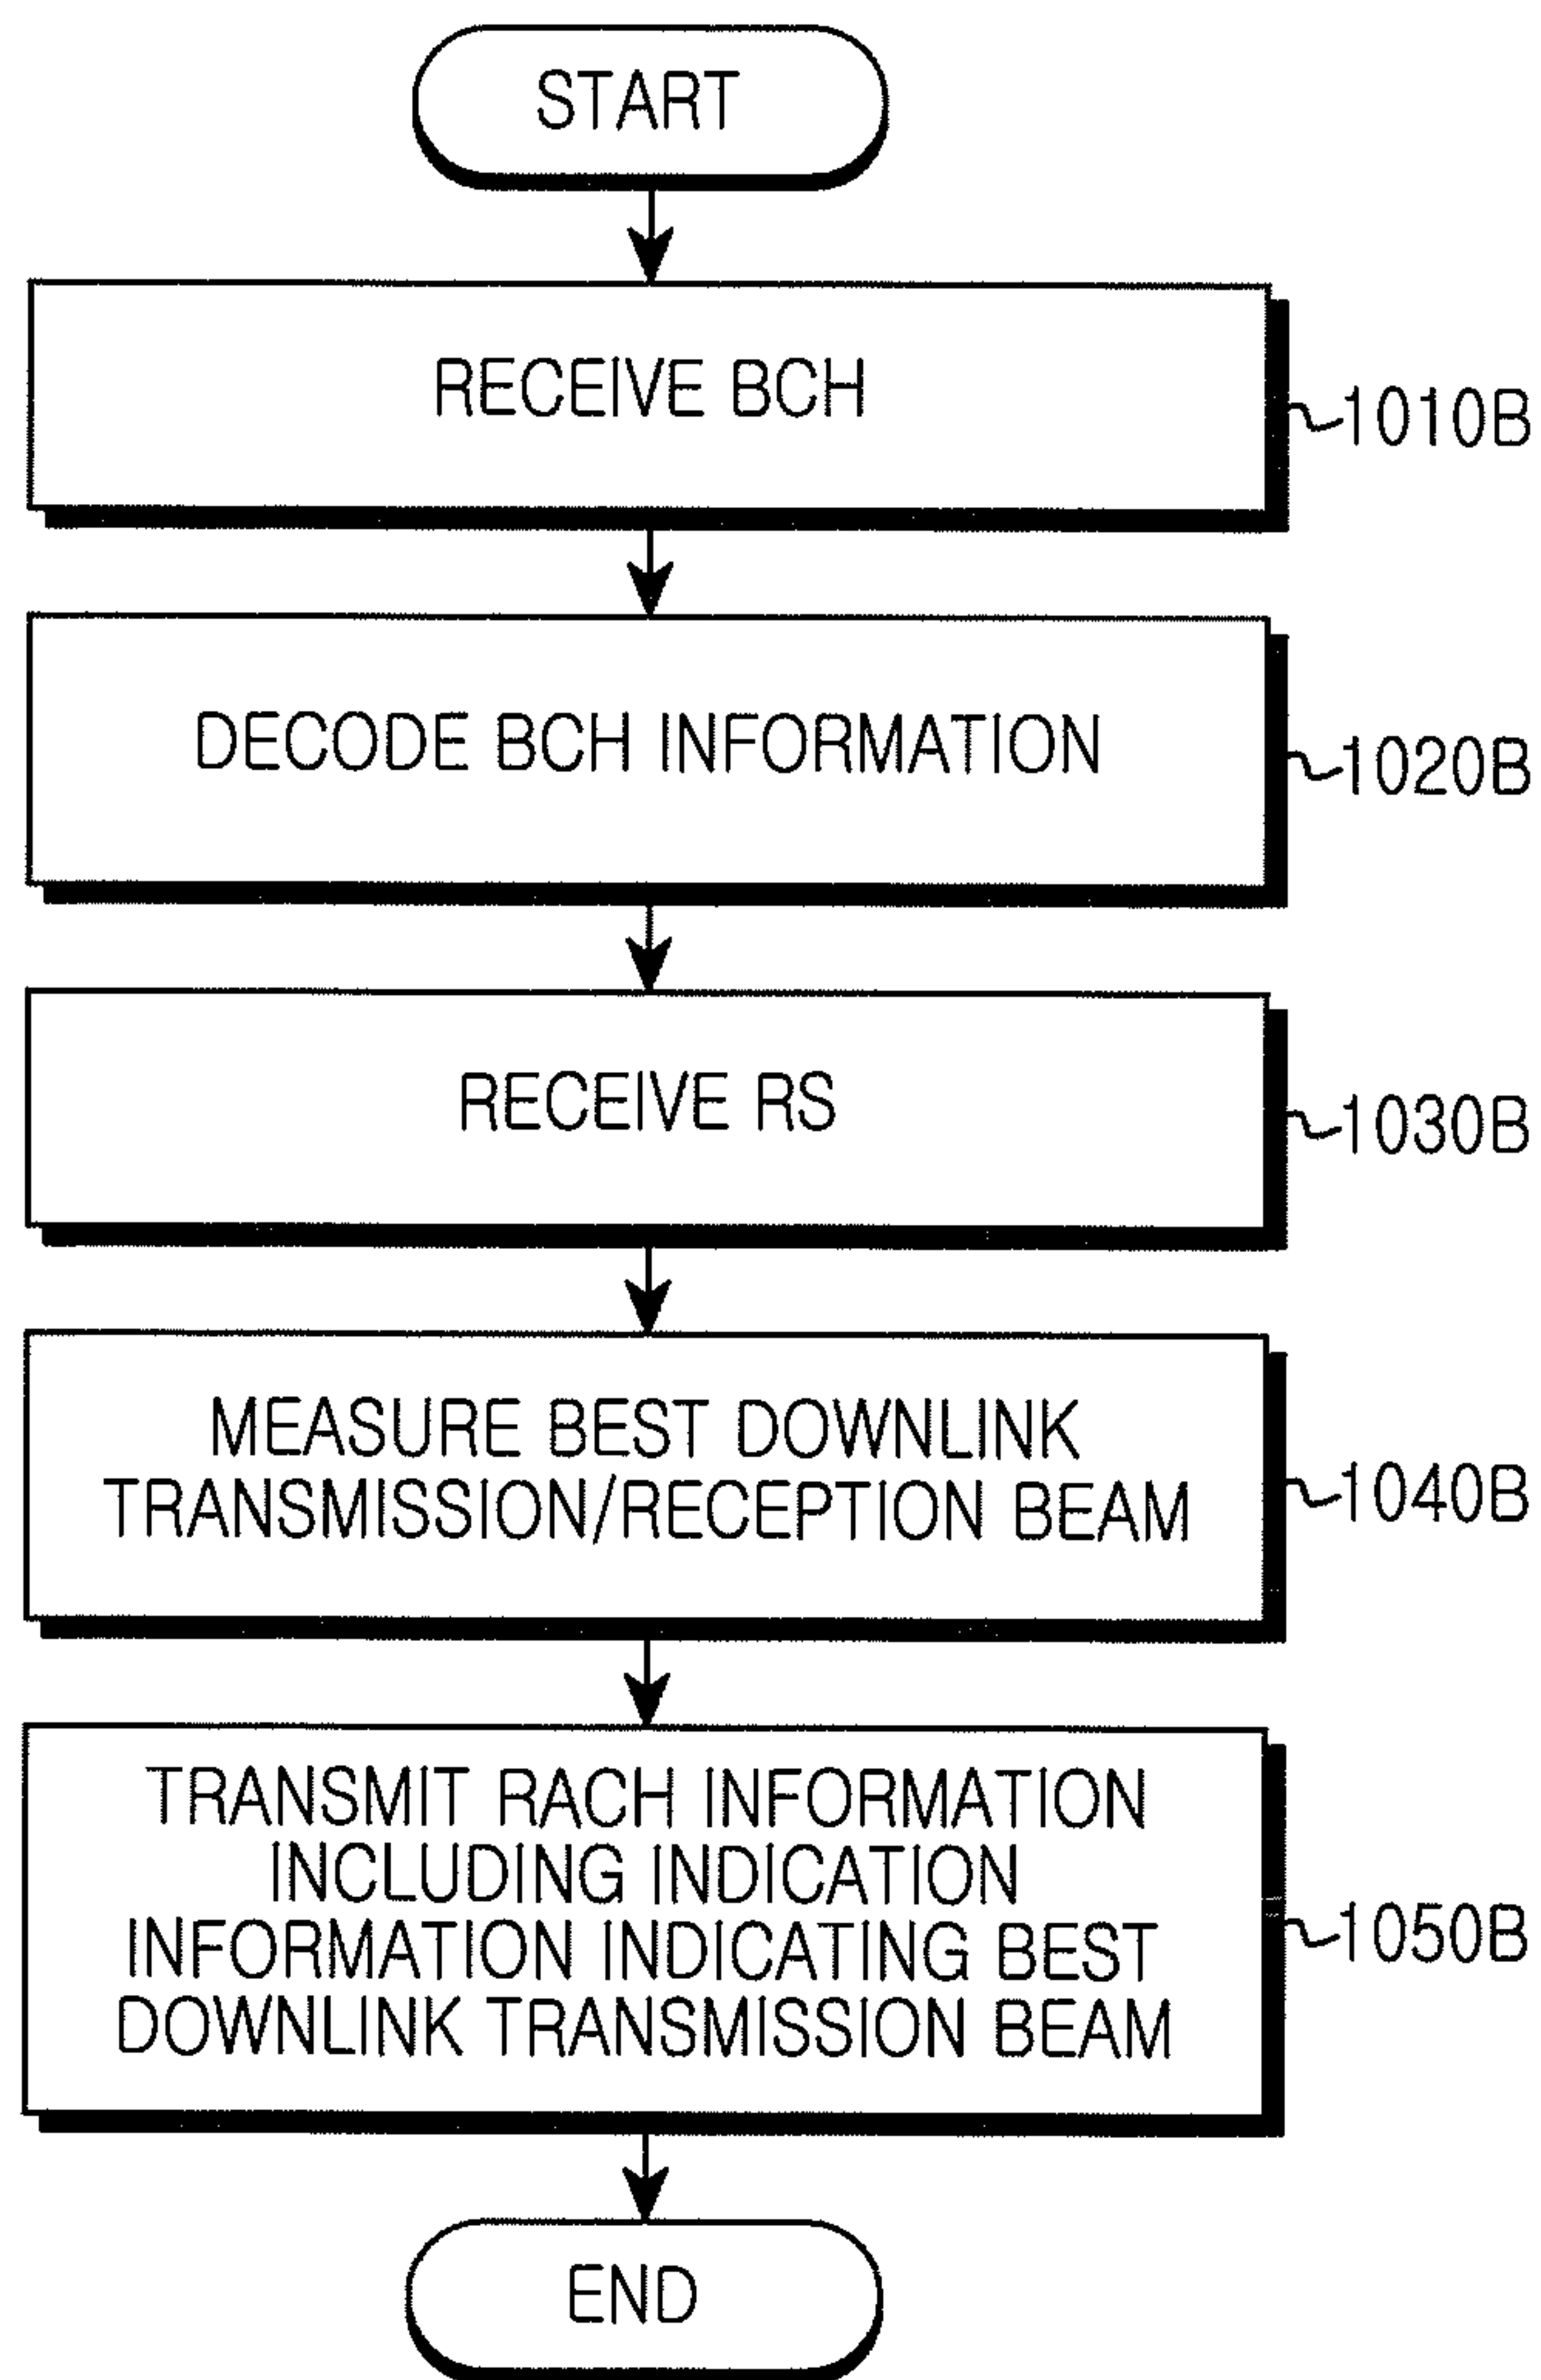 START
RECEIVE BCH
1010B
DECODE BCH INFORMATION
1020B
RECEIVE RS
1030B
MEASURE BEST DOWNLINK
TRANSMISSION/RECEPTION BEAM
1040B
TRANSMIT RACH INFORMATION
INCLUDING INDICATION
INFORMATION INDICATING BEST
DOWNLINK TRANSMISSION BEAM
1050B
END